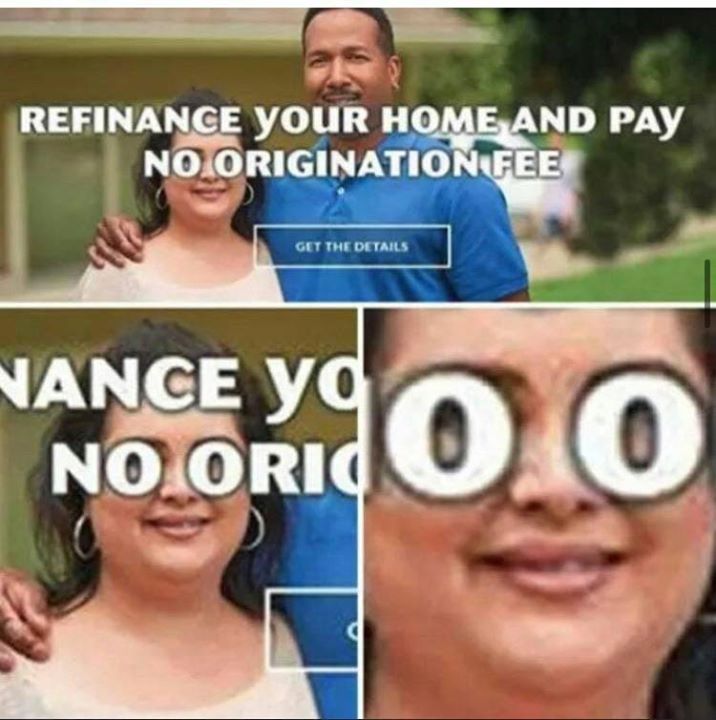 REFINANCE yOuR HOME AND PAy
NO ORIGINATION FEE
GET THE DETAILS
NANCE yO
NO ORIG
O O